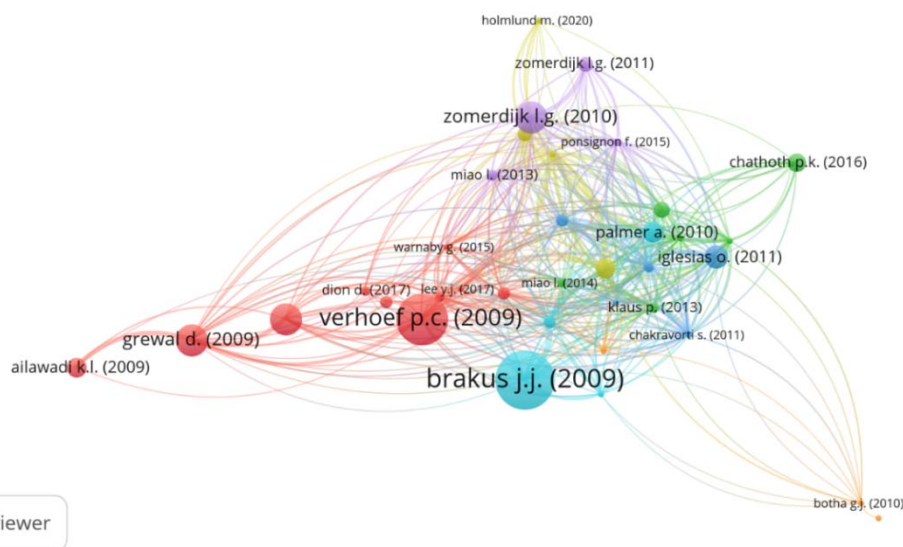 holmlund m. (2020)
zomerdijk l.g. (2011)
zomerdijk l.g. (2010)
ponsignon f. (2015)
chathoth p.k. (2016)
miao l. (2013)
palmer a. (2010)
warnaby g. (2015)
iglesias o. (2011)
miao l. (2014)
dion d. (2017)
lee y.j. (2017)
klaus p. (2013)
verhoef p.c. (2009)
chakravorti s. (2011)
grewal d. (2009)
ailawadi k.l. (2009)
brakus j.j. (2009)
botha g.j. (2010)
iewer